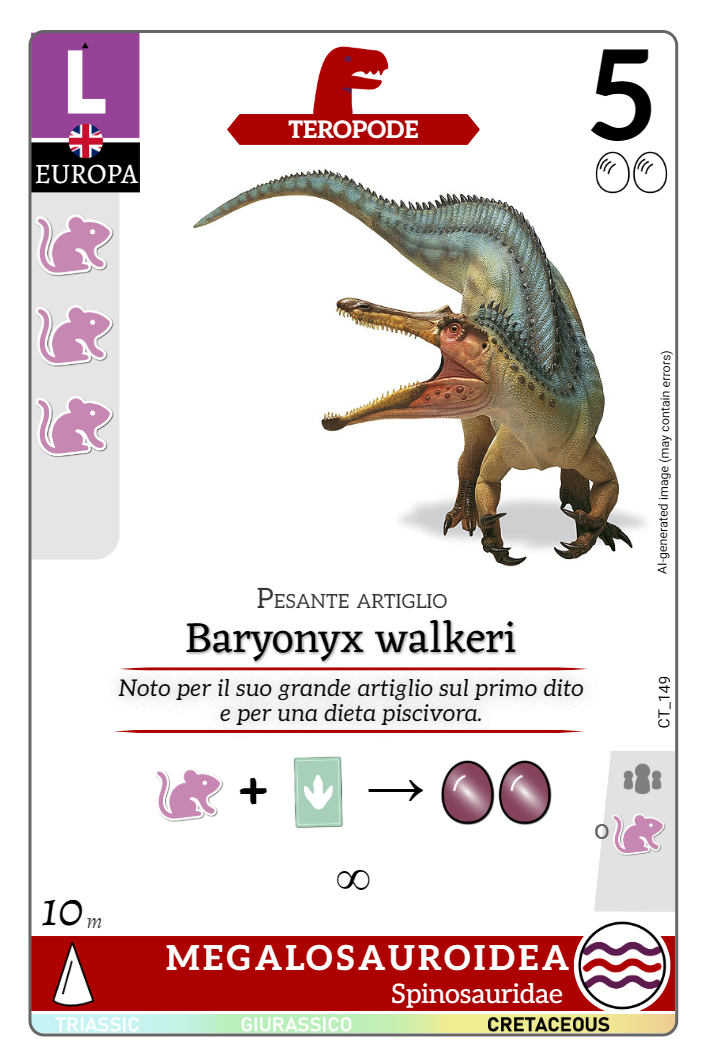 L
EUROPA
TEROPODE
5
AI-generated image (may contain errors)
Pesante artiglio
Baryonyx walkeri
Noto per il suo grande artiglio sul primo dito
e per una dieta piscivora.
CT_149
+ →
o
∞
10 m
MEGALOSAUROIDEA
Spinosauridae
TRIASSIC GIURASSICO CRETACEOUS